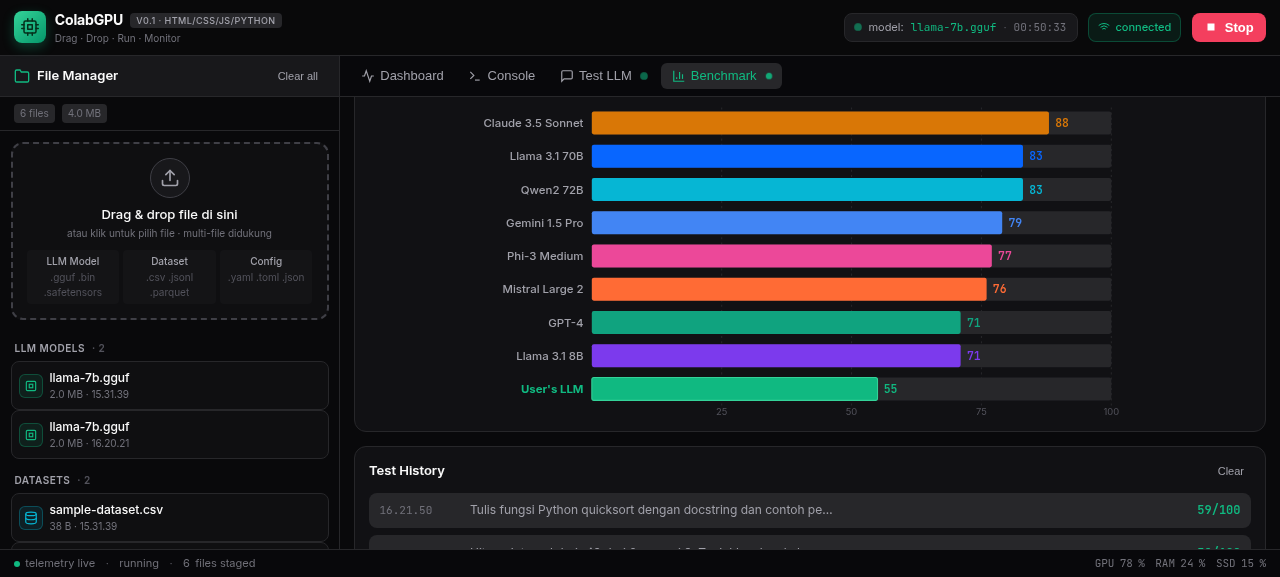 ColabGPU V0.1 · HTML/CSS/JS/PYTHON
Drag · Drop · Run · Monitor
model: llama-7b.gguf · 00:50:33
connected
Stop
File Manager
Clear all
Dashboard
Console
Test LLM
Benchmark
6 files
4.0 MB
Drag & drop file di sini
atau klik untuk pilih file · multi-file didukung
LLM Model
.gguf .bin
.safetensors
Dataset
.csv .jsonl
.parquet
Config
.yaml .toml .json
LLM MODELS · 2
llama-7b.gguf
2.0 MB · 15.31.39
llama-7b.gguf
2.0 MB · 16.20.21
DATASETS · 2
sample-dataset.csv
38 B · 15.31.39
Claude 3.5 Sonnet 88
Llama 3.1 70B 83
Qwen2 72B 83
Gemini 1.5 Pro 79
Phi-3 Medium 77
Mistral Large 2 76
GPT-4 71
Llama 3.1 8B 71
User's LLM 55
25 50 75 100
Test History
Clear
16.21.50 Tulis fungsi Python quicksort dengan docstring dan contoh pe... 59/100
telemetry live · running · 6 files staged
GPU 78 % RAM 24 % SSD 15 %